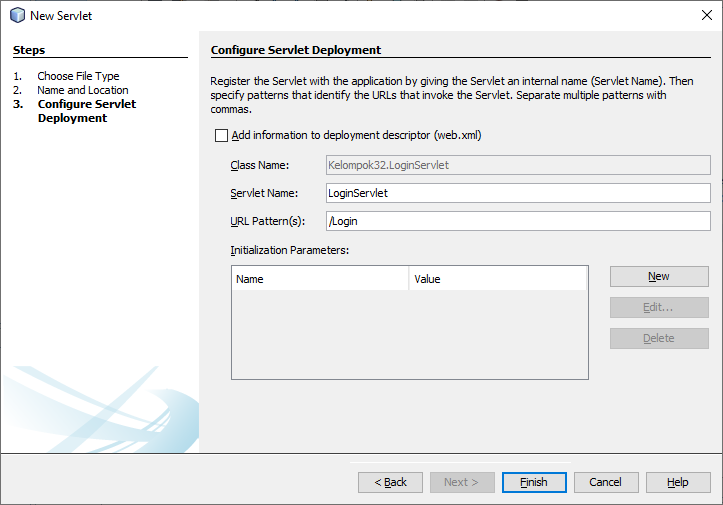 New Servlet
Steps
1. Choose File Type
2. Name and Location
3. Configure Servlet
Deployment
Configure Servlet Deployment
Register the Servlet with the application by giving the Servlet an internal name (Servlet Name). Then
specify patterns that identify the URLs that invoke the Servlet. Separate multiple patterns with
commas.
Add information to deployment descriptor (web.xml)
Class Name: Kelompok32.LoginServlet
Servlet Name: LoginServlet
URL Pattern(s): /Login
Initialization Parameters:
Name Value
New
Edit...
Delete
< Back Next > Finish Cancel Help